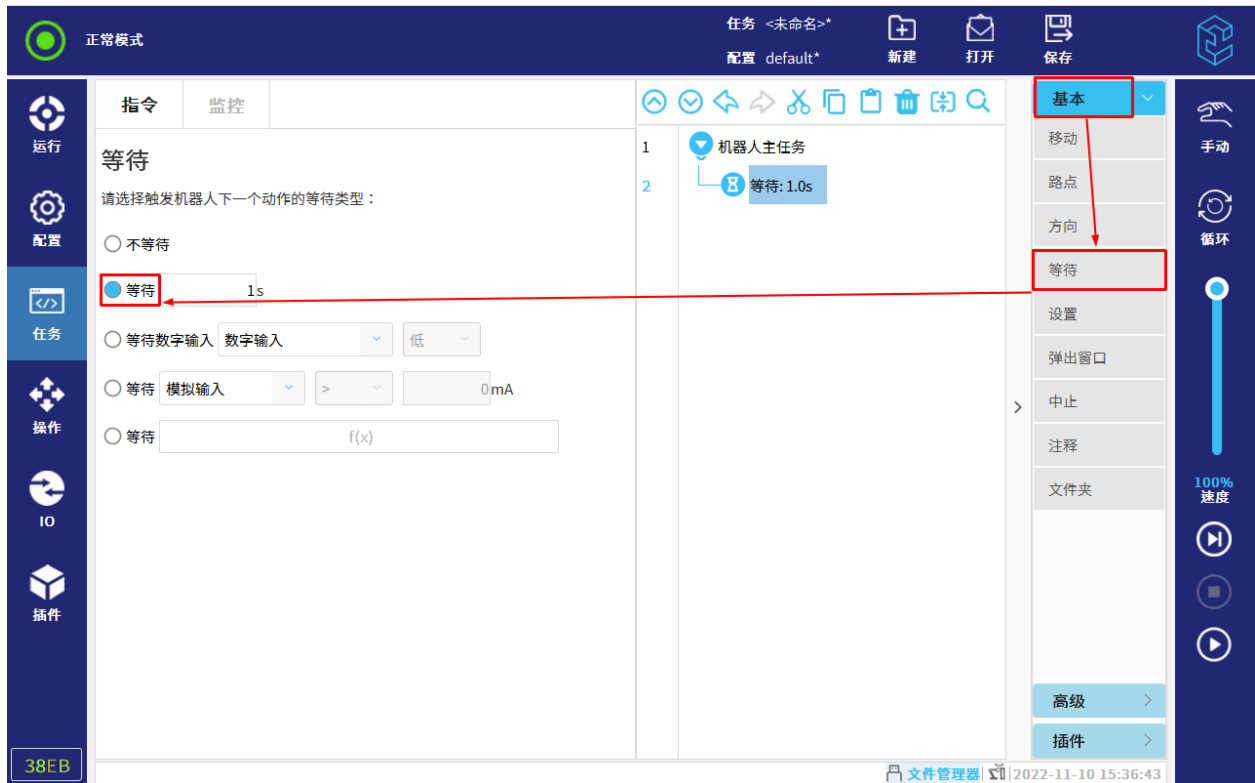 正常模式
任务 <未命名>*
配置 default*
新建
打开
保存
运行
配置
任务
操作
IO
插件
38EB
指令
监控
等待
请选择触发机器人下一个动作的等待类型：
不等待
等待 1s
等待数字输入 数字输入 低
等待 模拟输入 > 0mA
等待 f(x)
1 机器人主任务
2 等待: 1.0s
基本
移动
路点
方向
等待
设置
弹出窗口
中止
注释
文件夹
高级
插件
手动
循环
100%
速度
文件管理器 2022-11-10 15:36:43